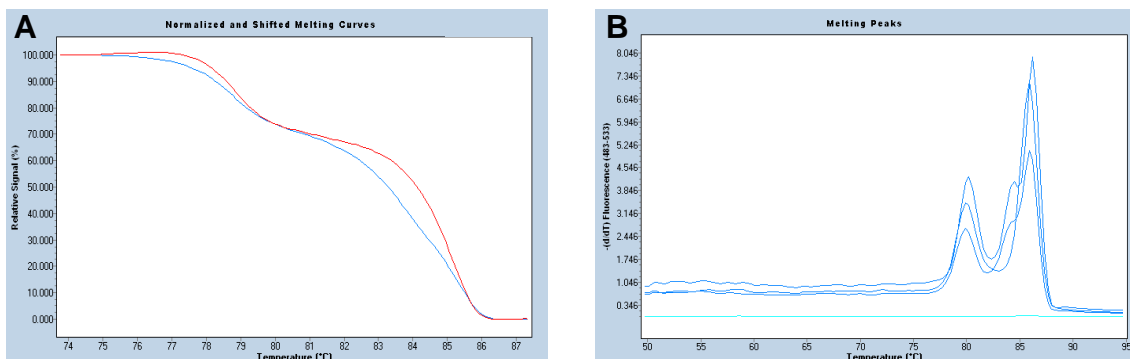 A
Normalized and Shifted Melting Curves
Relative Signal (%)
100.000
90.000
80.000
70.000
60.000
50.000
40.000
30.000
20.000
10.000
0.000
74 75 76 77 78 79 80 81 82 83 84 85 86 87
Temperature (°C)
B
Melting Peaks
-(d/dT) Fluorescence (483-533)
8.046
7.346
6.646
5.946
5.246
4.546
3.846
3.146
2.446
1.746
1.046
0.346
50 55 60 65 70 75 80 85 90 95
Temperature (°C)